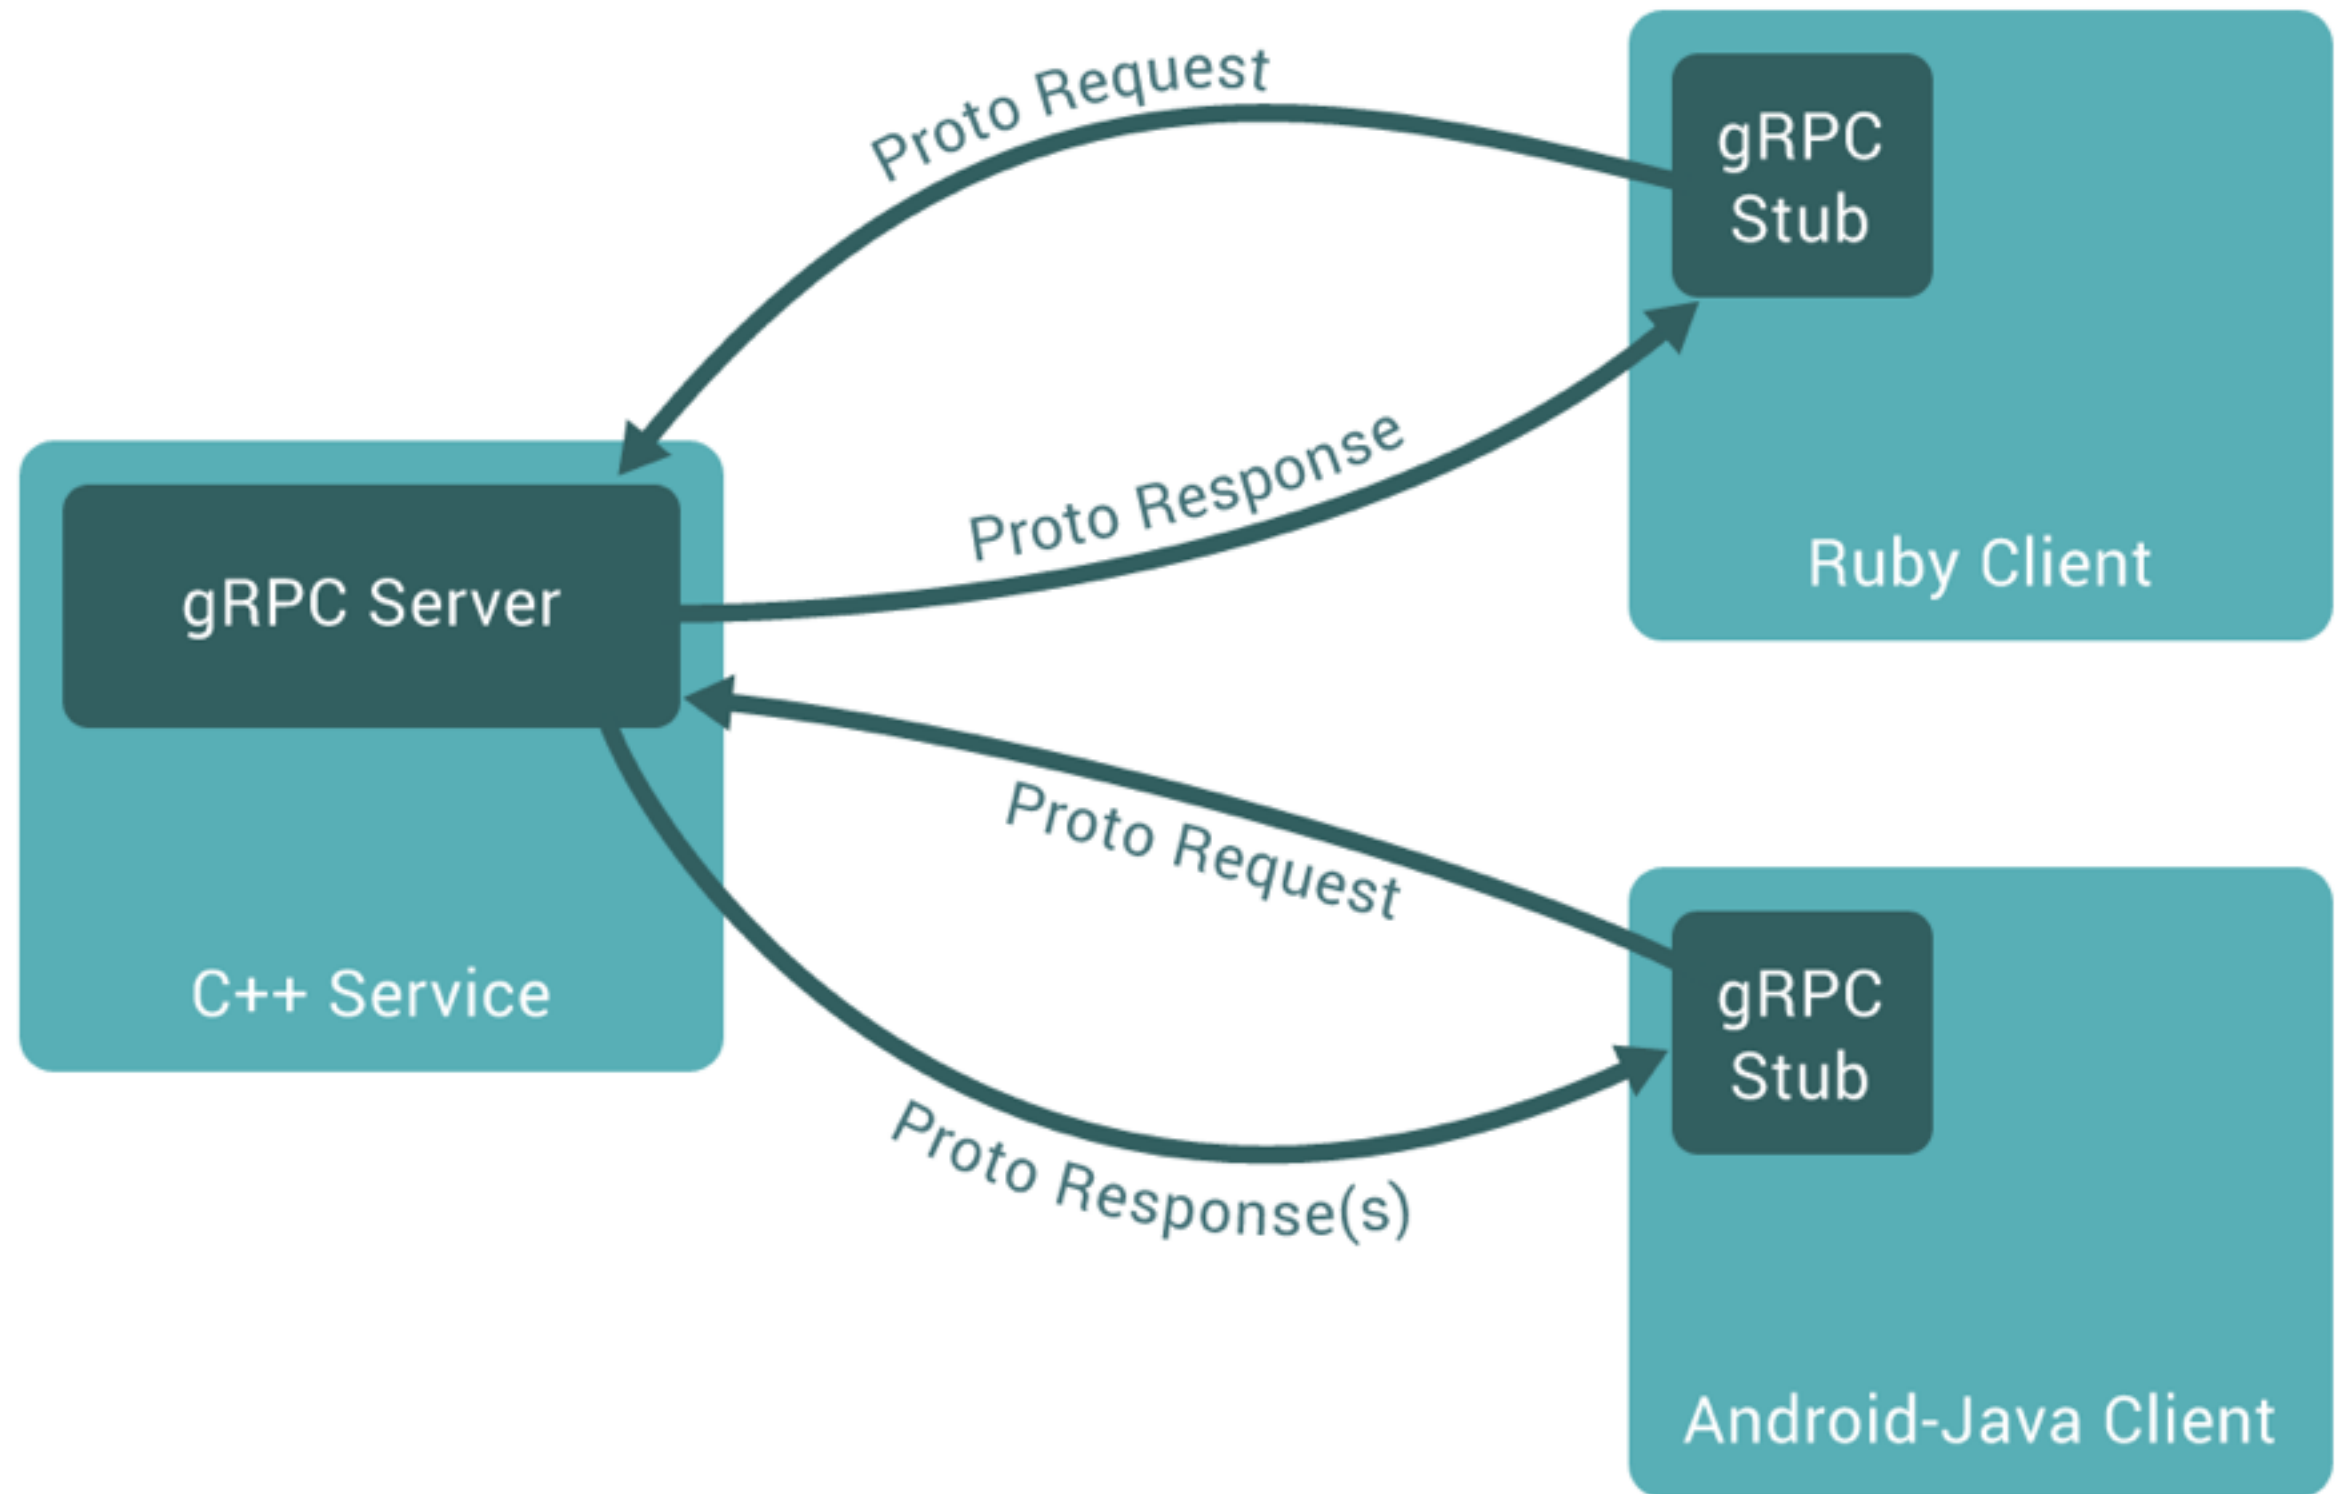 Proto Request
gRPC
Stub
Proto Response
Ruby Client
gRPC Server
Proto Request
C++ Service
gRPC
Stub
Proto Response(s)
Android-Java Client